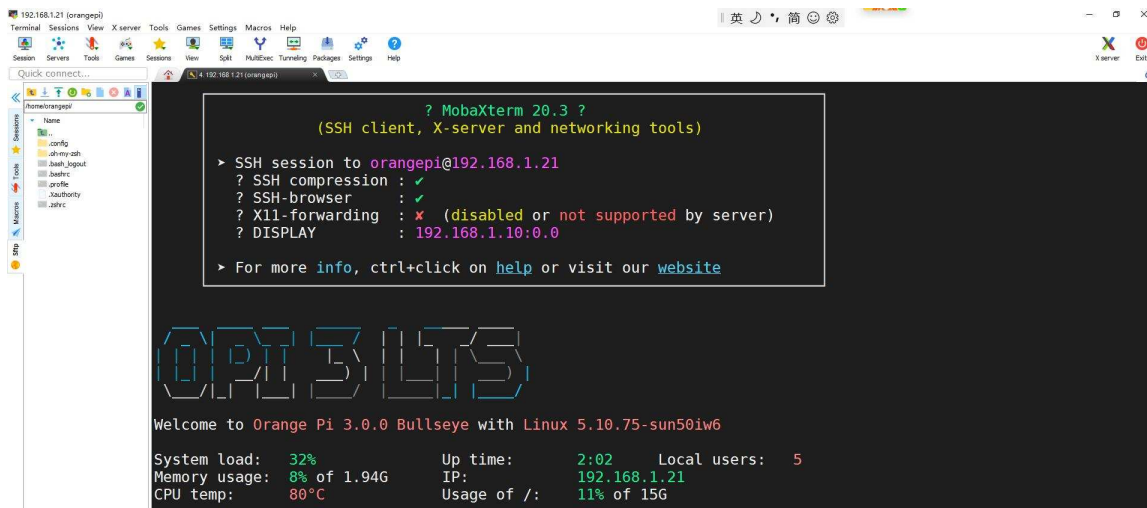 192.168.1.21 (orangepi)
英 简
Terminal Sessions View X server Tools Games Settings Macros Help
Session Servers Tools Games Sessions View Split MultiExec Tunneling Packages Settings Help X server Exit
Quick connect...
4. 192.168.1.21 (orangepi)
/home/orangepi/
Name
..
.config
.oh-my-zsh
.bash_logout
.bashrc
.profile
.Xauthority
.zshrc
Sessions
Tools
Macros
Sftp
? MobaXterm 20.3 ?
(SSH client, X-server and networking tools)
➤ SSH session to orangepi@192.168.1.21
? SSH compression : ✔
? SSH-browser : ✔
? X11-forwarding : ✘ (disabled or not supported by server)
? DISPLAY : 192.168.1.10:0.0
➤ For more info, ctrl+click on help or visit our website
OPI 3 LTS
Welcome to Orange Pi 3.0.0 Bullseye with Linux 5.10.75-sun50iw6
System load: 32% Up time: 2:02 Local users: 5
Memory usage: 8% of 1.94G IP: 192.168.1.21
CPU temp: 80°C Usage of /: 11% of 15G